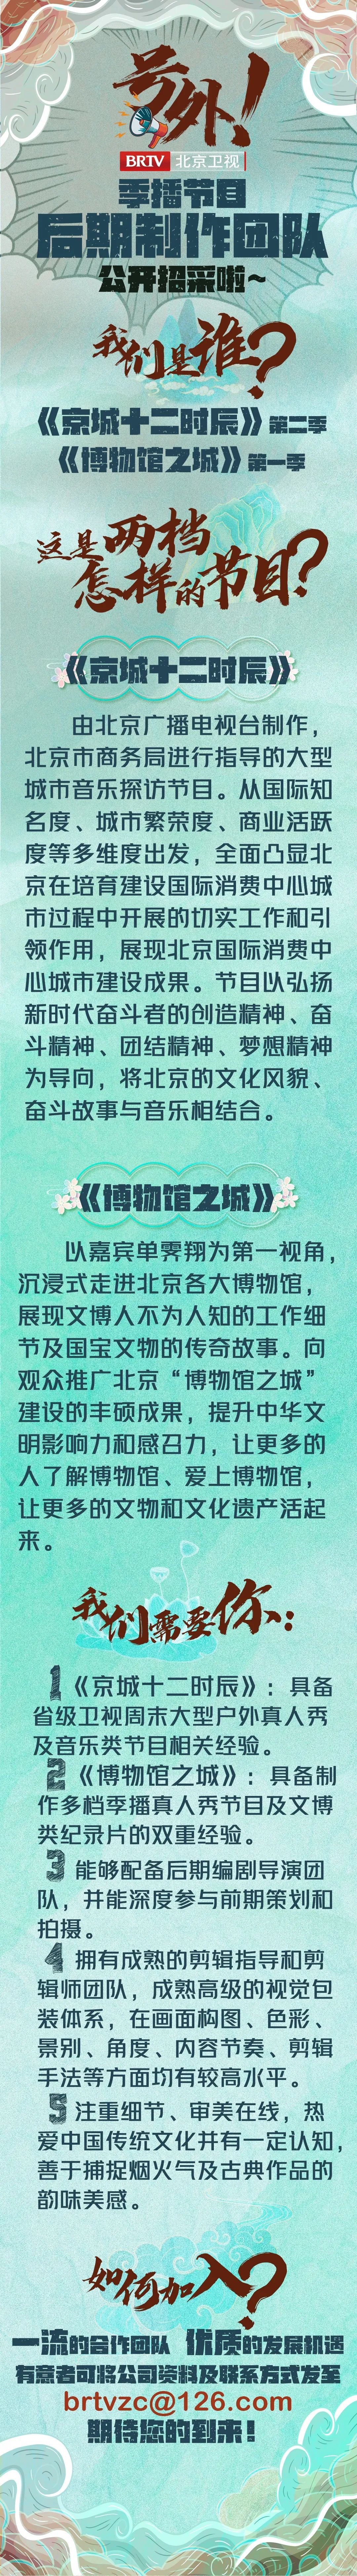 号外！
BRTV 北京卫视
季播节目
后期制作团队
公开招采啦~
我们是谁？
《京城十二时辰》第二季
《博物馆之城》第一季
这是两档
怎样的节目？
《京城十二时辰》
由北京广播电视台制作，
北京市商务局进行指导的大型
城市音乐探访节目。从国际知
名度、城市繁荣度、商业活跃
度等多维度出发，全面凸显北
京在培育建设国际消费中心城
市过程中开展的切实工作和引
领作用，展现北京国际消费中
心城市建设成果。节目以弘扬
新时代奋斗者的创造精神、奋
斗精神、团结精神、梦想精神
为导向，将北京的文化风貌、
奋斗故事与音乐相结合。
《博物馆之城》
以嘉宾单霁翔为第一视角，
沉浸式走进北京各大博物馆，
展现文博人不为人知的工作细
节及国宝文物的传奇故事。向
观众推广北京“博物馆之城”
建设的丰硕成果，提升中华文
明影响力和感召力，让更多的
人了解博物馆、爱上博物馆，
让更多的文物和文化遗产活起
来。
我们需要你：
1《京城十二时辰》：具备
省级卫视周末大型户外真人秀
及音乐类节目相关经验。
2《博物馆之城》：具备制
作多档季播真人秀节目及文博
类纪录片的双重经验。
3 能够配备后期编剧导演团
队，并能深度参与前期策划和
拍摄。
4 拥有成熟的剪辑指导和剪
辑师团队，成熟高级的视觉包
装体系，在画面构图、色彩、
景别、角度、内容节奏、剪辑
手法等方面均有较高水平。
5 注重细节、审美在线，热
爱中国传统文化并有一定认知，
善于捕捉烟火气及古典作品的
韵味美感。
如何加入？
一流的合作团队 优质的发展机遇
有意者可将公司资料及联系方式发至
brtvzc@126.com
期待您的到来！